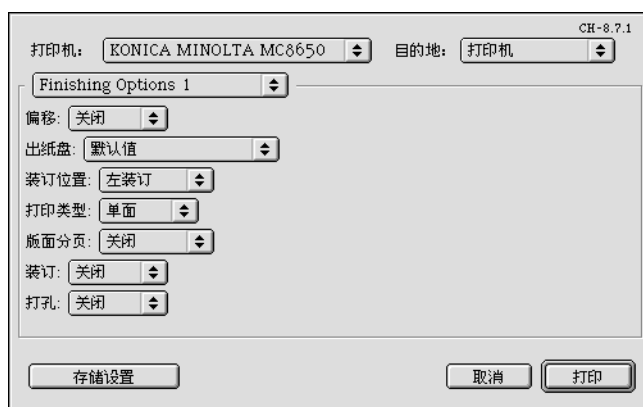 CH-8.7.1
打印机: KONICA MINOLTA MC8650 目的地: 打印机
Finishing Options 1
偏移: 关闭
出纸盘: 默认值
装订位置: 左装订
打印类型: 单面
版面分页: 关闭
装订: 关闭
打孔: 关闭
存储设置 取消 打印